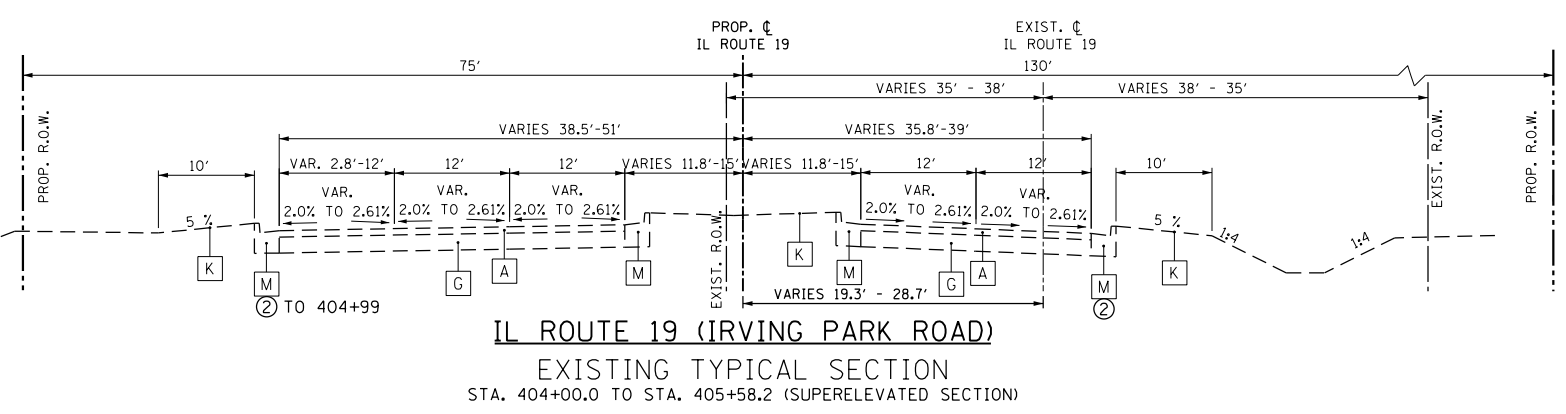 PROP. ℄
IL ROUTE 19
EXIST. ℄
IL ROUTE 19
75'
130'
VARIES 35' - 38'
VARIES 38' - 35'
PROP. R.O.W.
EXIST. R.O.W.
PROP. R.O.W.
VARIES 38.5'-51'
VARIES 35.8'-39'
10'
VAR. 2.8'-12'
12'
12'
VARIES 11.8'-15'
VARIES 11.8'-15'
12'
12'
10'
VAR.
2.0% TO 2.61%
VAR.
2.0% TO 2.61%
VAR.
2.0% TO 2.61%
VAR.
2.0% TO 2.61%
VAR.
2.0% TO 2.61%
5 %
5 %
1:4
1:4
K
M
G
A
M
EXIST. R.O.W.
K
M
G
A
M
K
2 TO 404+99
2
VARIES 19.3' - 28.7'
IL ROUTE 19 (IRVING PARK ROAD)
EXISTING TYPICAL SECTION
STA. 404+00.0 TO STA. 405+58.2 (SUPERELEVATED SECTION)